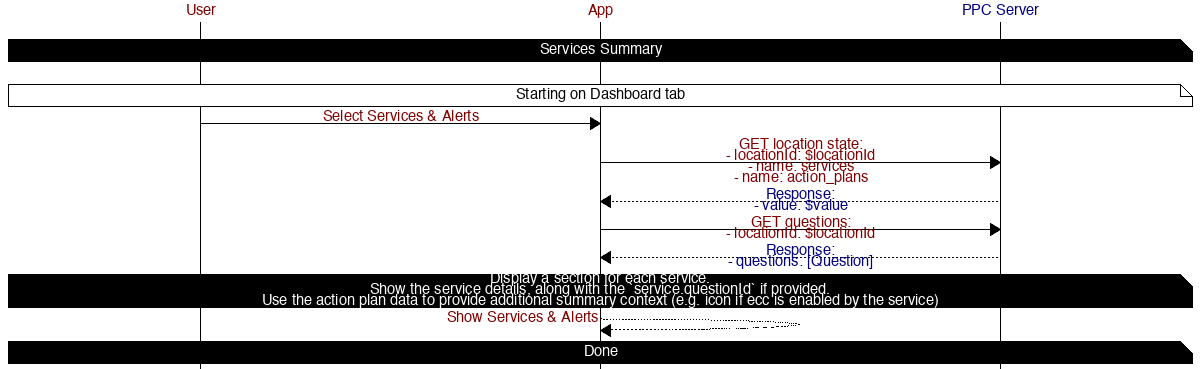 User App PPC Server
Services Summary
Starting on Dashboard tab
Select Services & Alerts
GET location state:
- locationId: $locationId
- name: services
- name: action_plans
Response:
- value: $value
GET questions:
- locationId: $locationId
Response:
- questions: [Question]
Display a section for each service.
Show the service details, along with the `service.questionId` if provided.
Use the action plan data to provide additional summary context (e.g. icon if ecc is enabled by the service)
Show Services & Alerts
Done